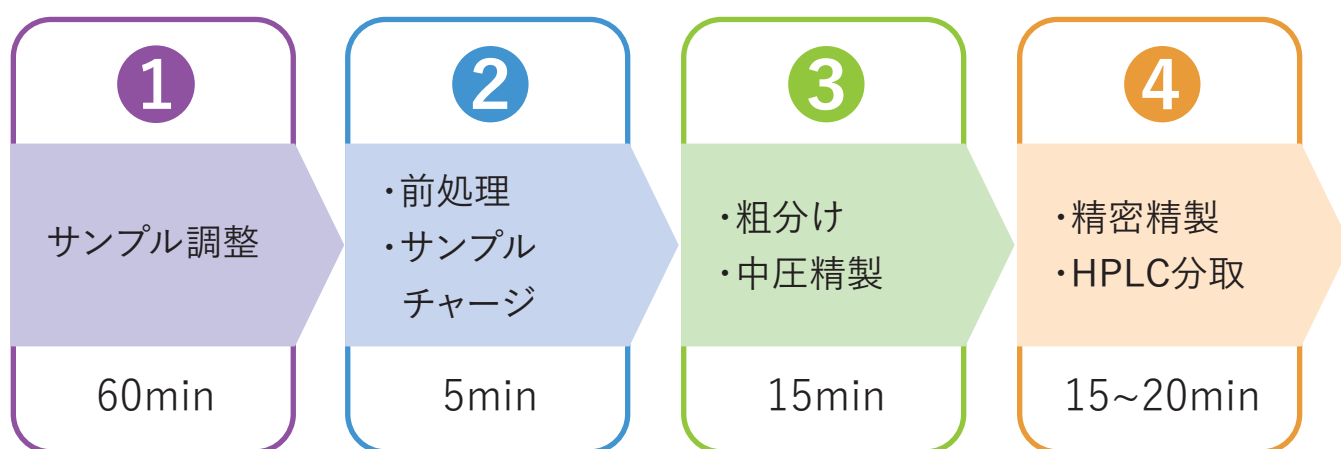 1
サンプル調整
60min
2
・前処理
・サンプル
チャージ
5min
3
・粗分け
・中圧精製
15min
4
・精密精製
・HPLC分取
15~20min